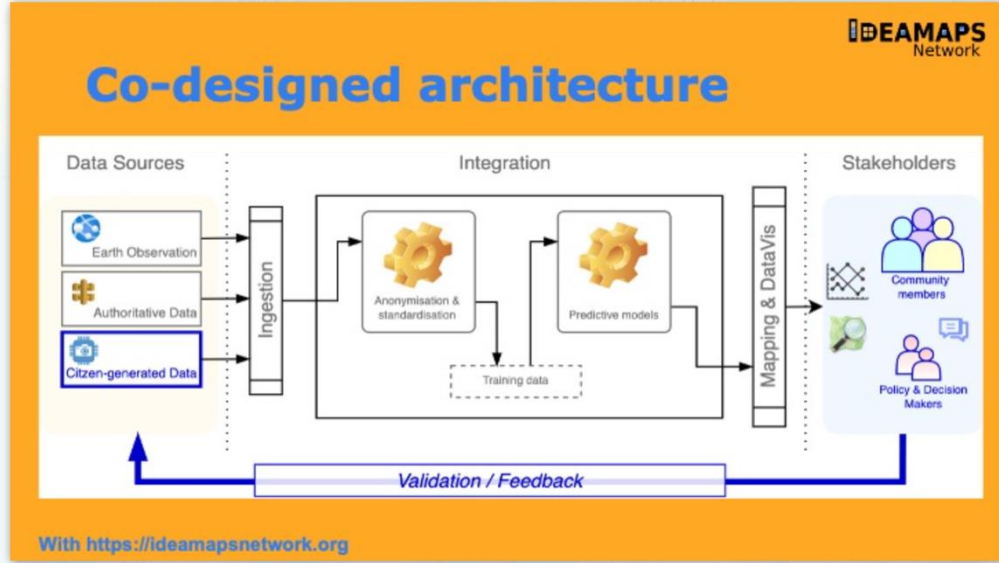 IDEAMAPS
Network
Co-designed architecture
Data Sources
Integration
Stakeholders
Earth Observation
Authoritative Data
Citzen-generated Data
Ingestion
Anonymisation &
standardisation
Training data
Predictive models
Mapping & DataVis
Community
members
Policy & Decision
Makers
Validation / Feedback
With https://ideamapsnetwork.org